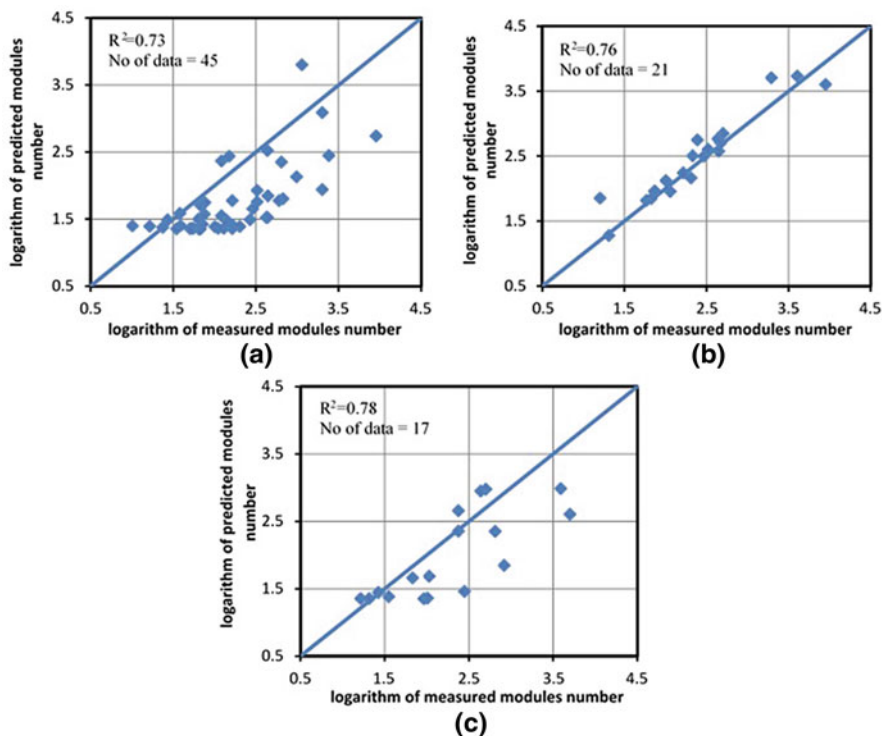 4.5
R²=0.73
No of data = 45
3.5
2.5
1.5
0.5
logarithm of predicted modules
number
0.5 1.5 2.5 3.5 4.5
logarithm of measured modules number
(a)
4.5
R²=0.76
No of data = 21
3.5
2.5
1.5
0.5
logarithm of predicted modules
number
0.5 1.5 2.5 3.5 4.5
logarithm of measured modules number
(b)
4.5
R²=0.78
No of data = 17
3.5
2.5
1.5
0.5
logarithm of predicted modules
number
0.5 1.5 2.5 3.5 4.5
logarithm of measured modules number
(c)